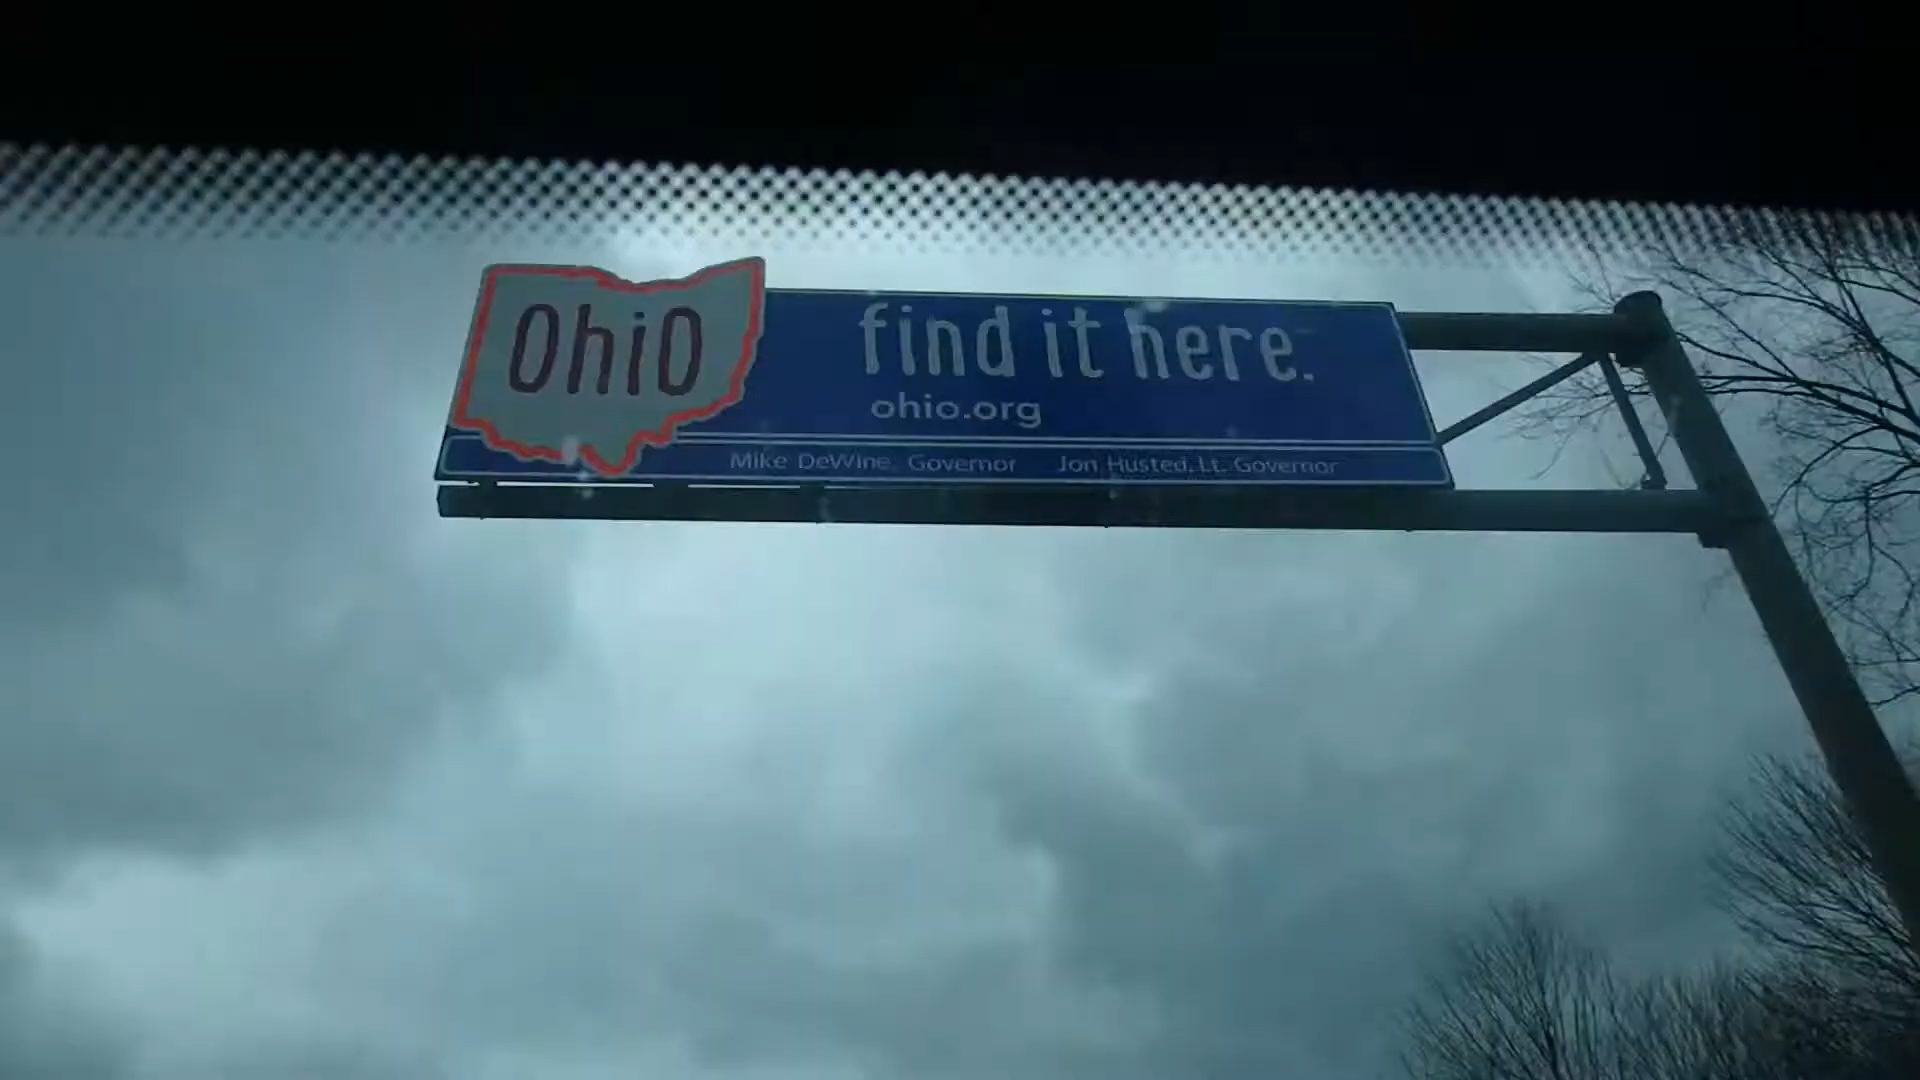 OhiO
find it here.
ohio.org
Mike DeWine, Governor Jon Husted, Lt. Governor